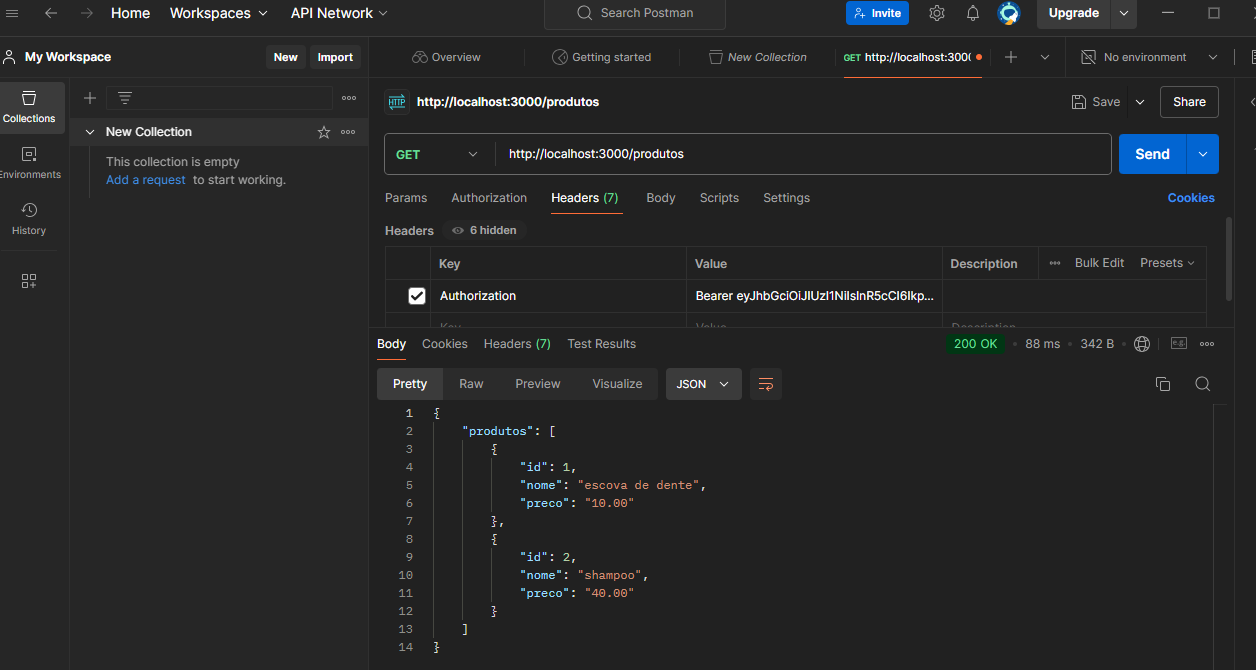 Home Workspaces API Network Search Postman Invite Upgrade
My Workspace New Import Overview Getting started New Collection GET http://localhost:3000 No environment
Collections
Environments
History
New Collection
This collection is empty
Add a request to start working.
HTTP http://localhost:3000/produtos Save Share
GET http://localhost:3000/produtos Send
Params Authorization Headers (7) Body Scripts Settings Cookies
Headers 6 hidden
Key Value Description Bulk Edit Presets
Authorization Bearer eyJhbGciOiJIUzI1NiIsInR5cCI6Ikp...
Key Value Description
Body Cookies Headers (7) Test Results 200 OK 88 ms 342 B e.g.
Pretty Raw Preview Visualize JSON
1 {
2 "produtos": [
3 {
4 "id": 1,
5 "nome": "escova de dente",
6 "preco": "10.00"
7 },
8 {
9 "id": 2,
10 "nome": "shampoo",
11 "preco": "40.00"
12 }
13 ]
14 }